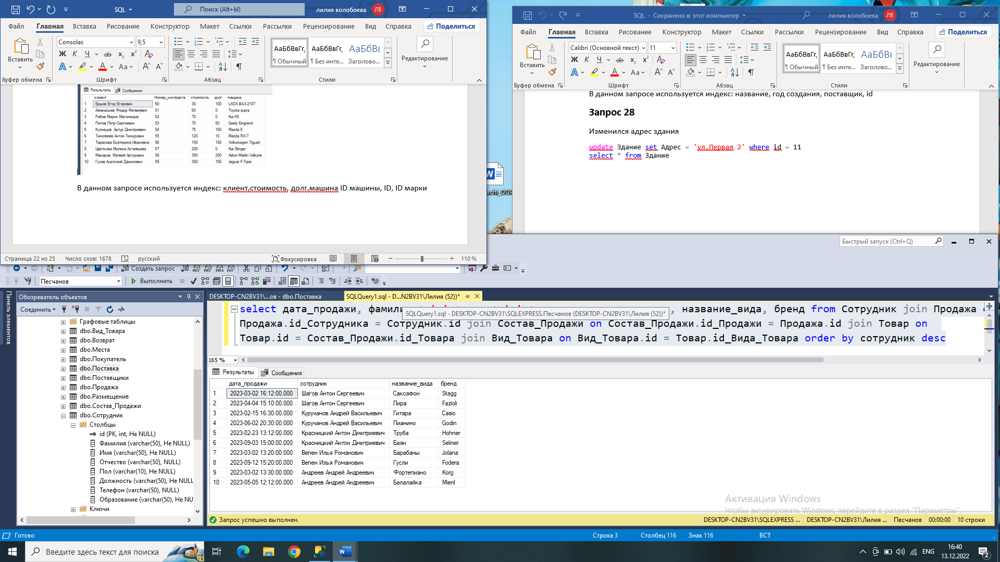 SQL
Поиск (Alt+Ы)
лилия волобоева
ЛВ
Файл Главная Вставка Рисование Конструктор Макет Ссылки Рассылки Рецензирование Вид Справка Поделиться
Вставить
Consolas 9,5
Ж К Ч ab x₂ x²
АаБбВвГг, АаБбВвГг, АаБбВв
¶ Обычный ¶ Без инте... Заголово...
Редактирование
Буфер обмена Шрифт Абзац Стили
Результаты Сообщения
клиент Номер_контракта стоимость долг машина
1 Ершов Егор Егорович 50 30 100 LADA ВАЗ-2107
2 Афанасьев Федор Матвеевич 51 60 0 Toyota supra
3 Рябов Мирон Магомедов 52 70 0 Kia K5
4 Попов Петр Сергеевич 53 70 50 Geely Emgrand
5 Кузнецов Артур Дмитриевич 54 75 150 Mazda 6
6 Тимофеев Антон Тимурович 55 120 10 Mazda RX-7
7 Тарасова Екатерина Ивановна 56 150 150 Volkswagen Tiguan
8 Цветкова Милена Астафьева 57 200 0 Kia Stinger
9 Макаров Матвей Артурович 58 350 200 Aston-Martin Valkyrie
10 Гусев Анатолий Данилович 59 350 150 Jaguar F-Type
В данном запросе используется индекс: клиент,стоимость, долг,машина ID машины, ID, ID марки
Страница 22 из 25 Число слов: 1678 русский Фокусировка 110 %
SQL - Сохранено в: этот компьютер
лилия волобоева
ЛВ
Файл Главная Вставка Рисование Конструктор Макет Ссылки Рассылки Рецензирование Вид Справка Поделиться
Вставить
Calibri (Основной текст) 11
Ж К Ч ab x₂ x²
АаБбВвГг, АаБбВвГг, АаБбВв
¶ Обычный ¶ Без инте... Заголово...
Редактирование
Буфер обмена Шрифт Абзац Стили
В данном запросе используется индекс: название, год создания, поставщик, id
Запрос 28
Изменился адрес здания
update Здание set Адрес = 'ул.Первая 2' where id = 11
select * from Здание
Быстрый запуск (Ctrl+Q)
Создать запрос
MDX DMX XMLA DAX
Песчанов
Выполнить
Панель элементов
Обозреватель объектов
Соединить
Графовые таблицы
dbo.Вид_Товара
dbo.Возврат
dbo.Места
dbo.Покупатель
dbo.Поставка
dbo.Поставщики
dbo.Продажа
dbo.Размещение
dbo.Состав_Продажи
dbo.Сотрудник
Столбцы
id (PK, int, Не NULL)
Фамилия (varchar(50), Не NULL)
Имя (varchar(50), Не NULL)
Отчество (varchar(50), NULL)
Пол (varchar(10), Не NULL)
Должность (varchar(50), Не NULL
Телефон (varchar(50), NULL)
Образование (varchar(50), Не NU
Ключи
DESKTOP-CN2BV31\...ов - dbo.Поставка
SQLQuery1.sql - D...N2BV31\Лилия (52))*
select дата_продажи, фамили , название_вида, бренд from Сотрудник join Продажа
SQLQuery1.sql - DESKTOP-CN2BV31\SQLEXPRESS.Песчанов (DESKTOP-CN2BV31\Лилия (52))*
Продажа.id_Сотрудника = Сотрудник.id join Состав_Продажи on Состав_Продажи.id_Продажи = Продажа.id join Товар on
Товар.id = Состав_Продажи.id_Товара join Вид_Товара on Вид_Товара.id = Товар.id_Вида_Товара order by сотрудник desc
165 %
Результаты Сообщения
дата_продажи сотрудник название_вида бренд
1 2023-03-02 16:12:00.000 Шагов Антон Сергеевич Саксафон Stagg
2 2023-04-04 15:10:00.000 Шагов Антон Сергеевич Лира Fazioli
3 2023-02-15 16:30:00.000 Куручанов Андрей Васильевич Гитара Casio
4 2023-06-02 20:30:00.000 Куручанов Андрей Васильевич Пианино Godin
5 2023-02-23 13:12:00.000 Красницкий Антон Дмитриевич Труба Hohner
6 2023-09-03 15:00:00.000 Красницкий Антон Дмитриевич Баян Selmer
7 2023-03-02 13:20:00.000 Вепен Илья Романович Барабаны Jolana
8 2023-09-12 15:20:00.000 Вепен Илья Романович Гусли Fodera
9 2023-03-02 13:30:00.000 Андреев Андрей Андреевич Фортепиано Korg
10 2023-05-05 12:12:00.000 Андреев Андрей Андреевич Балалайка Mienl
Активация Windows
Чтобы активировать Windows, перейдите в раздел "Параметры".
Запрос успешно выполнен.
DESKTOP-CN2BV31\SQLEXPRESS ... DESKTOP-CN2BV31\Лилия ... Песчанов 00:00:00 10 строки
Готово Строка 3 Столбец 116 Знак 116 ВСТ
Введите здесь текст для поиска
ENG
16:40
13.12.2022
2